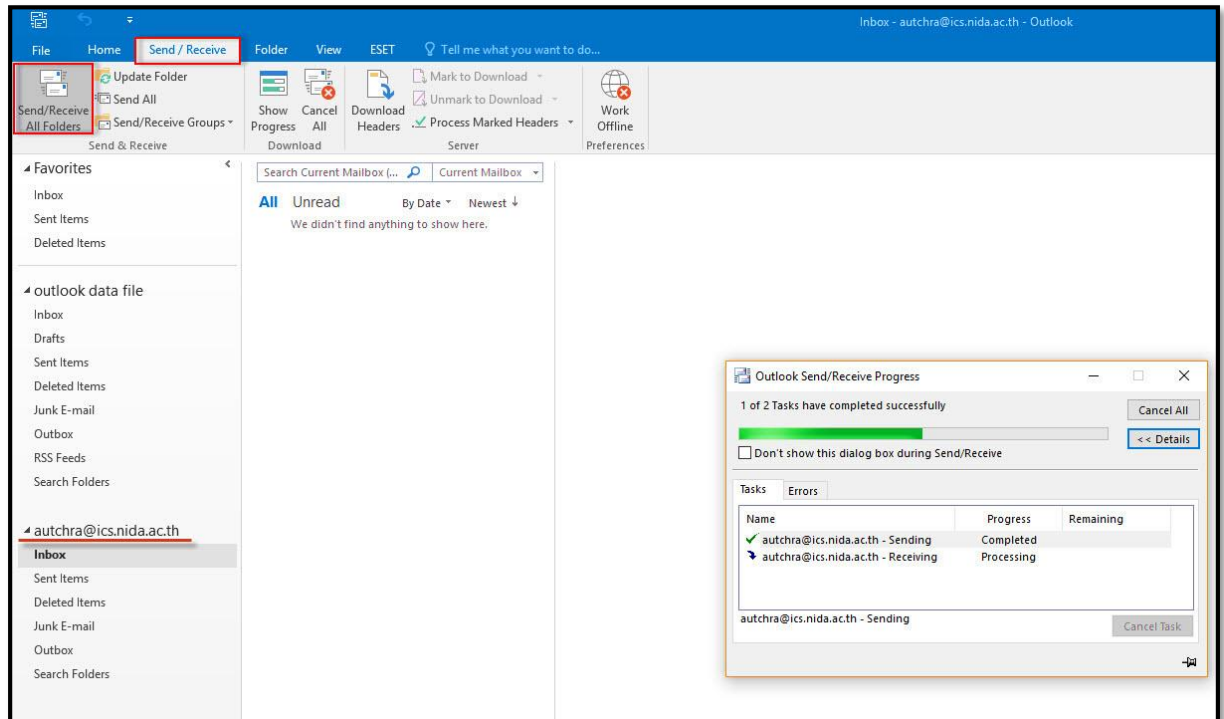 Inbox - autchra@ics.nida.ac.th - Outlook
File Home Send / Receive Folder View ESET Tell me what you want to do...
Send/Receive All Folders
Update Folder
Send All
Send/Receive Groups
Send & Receive
Show Progress
Cancel All
Download
Download Headers
Mark to Download
Unmark to Download
Process Marked Headers
Server
Work Offline
Preferences
Favorites
Inbox
Sent Items
Deleted Items
outlook data file
Inbox
Drafts
Sent Items
Deleted Items
Junk E-mail
Outbox
RSS Feeds
Search Folders
autchra@ics.nida.ac.th
Inbox
Sent Items
Deleted Items
Junk E-mail
Outbox
Search Folders
Search Current Mailbox (... Current Mailbox
All Unread By Date Newest ↓
We didn't find anything to show here.
Outlook Send/Receive Progress
1 of 2 Tasks have completed successfully
Cancel All
<< Details
Don't show this dialog box during Send/Receive
Tasks Errors
Name Progress Remaining
autchra@ics.nida.ac.th - Sending Completed
autchra@ics.nida.ac.th - Receiving Processing
autchra@ics.nida.ac.th - Sending
Cancel Task